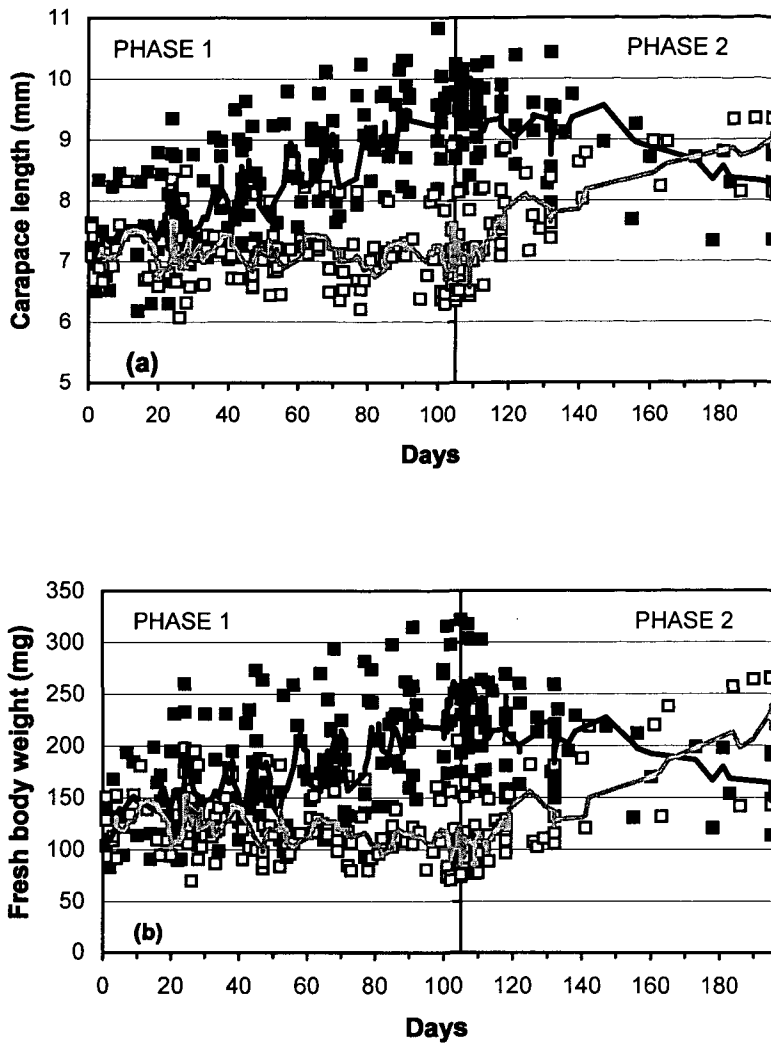 11
10
9
8
7
6
5
Carapace length (mm)
PHASE 1
PHASE 2
(a)
0 20 40 60 80 100 120 140 160 180
Days
350
300
250
200
150
100
50
0
Fresh body weight (mg)
PHASE 1
PHASE 2
(b)
0 20 40 60 80 100 120 140 160 180
Days